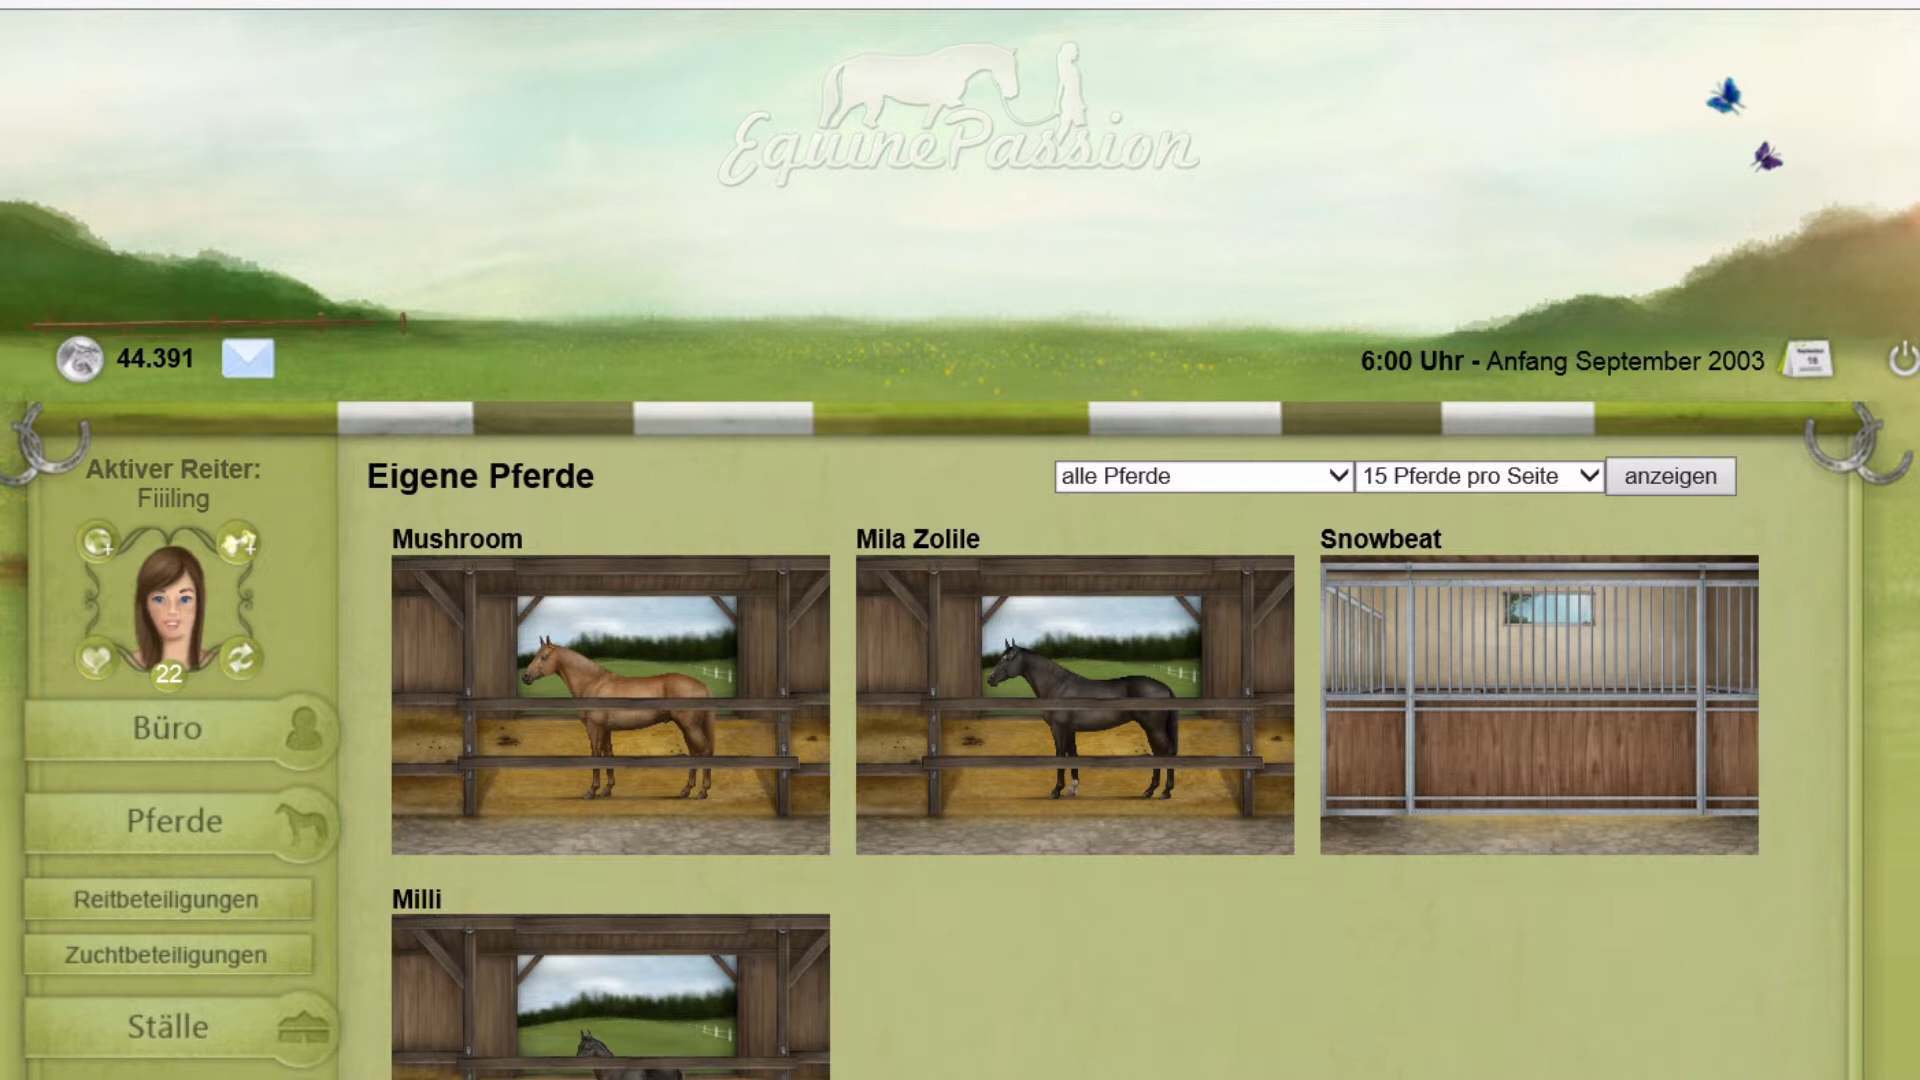 EquinePassion
44.391
6:00 Uhr - Anfang September 2003
Aktiver Reiter:
Fiiiling
22
Büro
Pferde
Reitbeteiligungen
Zuchtbeteiligungen
Ställe
Eigene Pferde
alle Pferde
15 Pferde pro Seite
anzeigen
Mushroom
Mila Zolile
Snowbeat
Milli